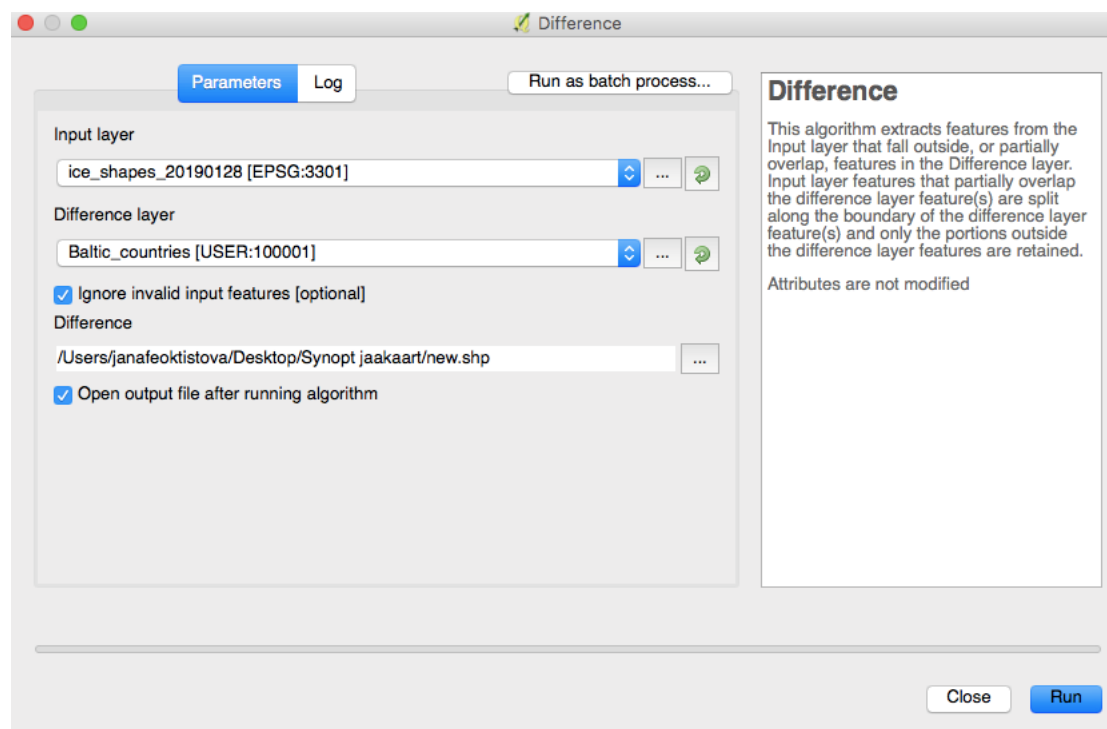 Difference
Parameters
Log
Run as batch process...
Input layer
ice_shapes_20190128 [EPSG:3301]
...
Difference layer
Baltic_countries [USER:100001]
...
Ignore invalid input features [optional]
Difference
/Users/janafeoktistova/Desktop/Synopt jaakaart/new.shp
...
Open output file after running algorithm
Difference
This algorithm extracts features from the
Input layer that fall outside, or partially
overlap, features in the Difference layer.
Input layer features that partially overlap
the difference layer feature(s) are split
along the boundary of the difference layer
feature(s) and only the portions outside
the difference layer features are retained.
Attributes are not modified
Close
Run